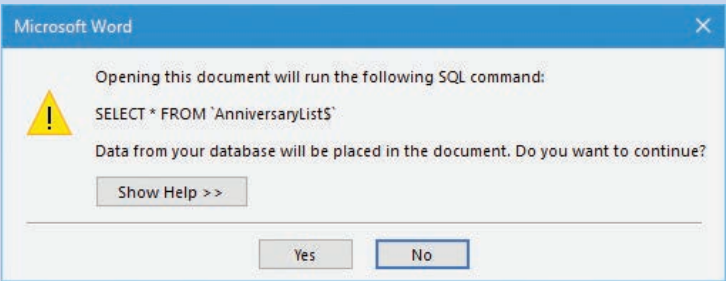 Microsoft Word
Opening this document will run the following SQL command:
SELECT * FROM `AnniversaryList$`
Data from your database will be placed in the document. Do you want to continue?
Show Help >>
Yes
No